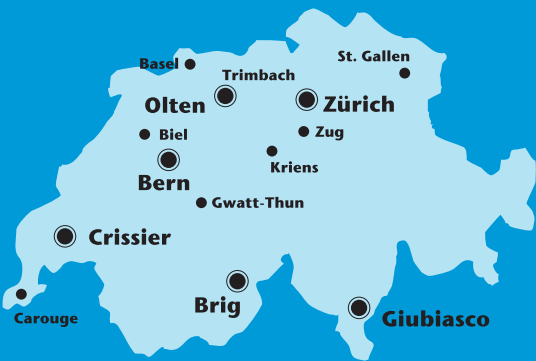 St. Gallen
Basel
Trimbach
Olten
Zürich
Biel
Zug
Kriens
Bern
Gwatt-Thun
Crissier
Brig
Carouge
Giubiasco